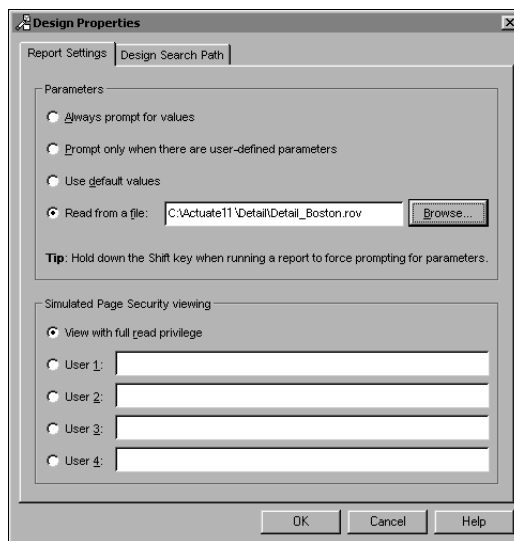 Design Properties
Report Settings Design Search Path
Parameters
Always prompt for values
Prompt only when there are user-defined parameters
Use default values
Read from a file: C:\Actuate11\Detail\Detail_Boston.rov Browse...
Tip: Hold down the Shift key when running a report to force prompting for parameters.
Simulated Page Security viewing
View with full read privilege
User 1:
User 2:
User 3:
User 4:
OK Cancel Help